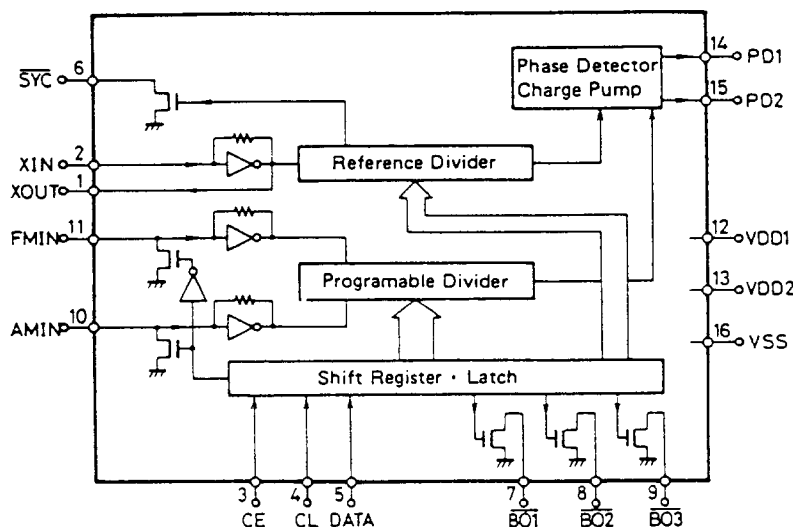 14
PD1
6
SYC
Phase Detector
Charge Pump
15
PD2
XIN
2
Reference Divider
XOUT
1
11
FMIN
12
VDD1
Programable Divider
13
VDD2
10
AMIN
16
VSS
Shift Register · Latch
3
4
5
7
8
9
CE
CL
DATA
BO1
BO2
BO3